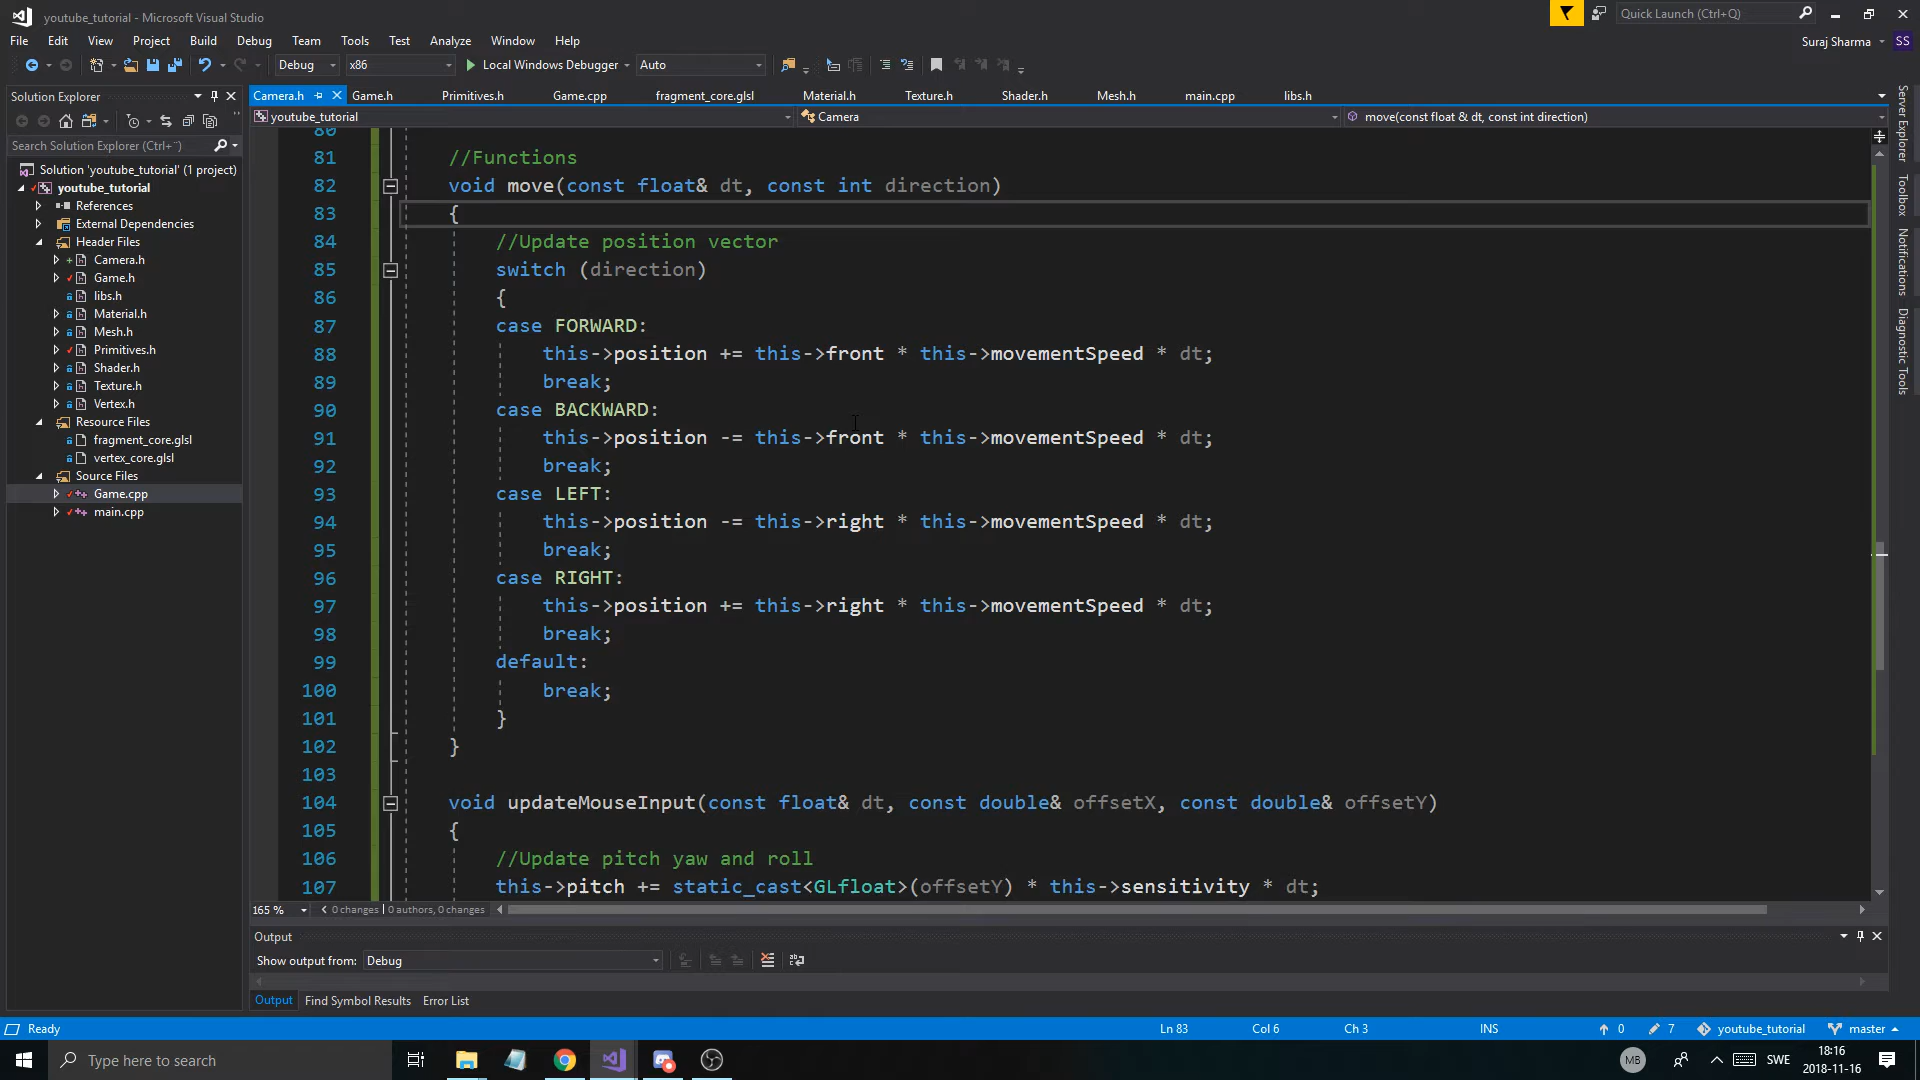 youtube_tutorial - Microsoft Visual Studio
Quick Launch (Ctrl+Q)
File Edit View Project Build Debug Team Tools Test Analyze Window Help
Suraj Sharma SS
Debug x86 Local Windows Debugger Auto
Solution Explorer
Camera.h Game.h Primitives.h Game.cpp fragment_core.glsl Material.h Texture.h Shader.h Mesh.h main.cpp libs.h
youtube_tutorial Camera move(const float & dt, const int direction)
Search Solution Explorer (Ctrl+¨)
Solution 'youtube_tutorial' (1 project)
youtube_tutorial
References
External Dependencies
Header Files
Camera.h
Game.h
libs.h
Material.h
Mesh.h
Primitives.h
Shader.h
Texture.h
Vertex.h
Resource Files
fragment_core.glsl
vertex_core.glsl
Source Files
Game.cpp
main.cpp
80
81 //Functions
82 void move(const float& dt, const int direction)
83 {
84 //Update position vector
85 switch (direction)
86 {
87 case FORWARD:
88 this->position += this->front * this->movementSpeed * dt;
89 break;
90 case BACKWARD:
91 this->position -= this->front * this->movementSpeed * dt;
92 break;
93 case LEFT:
94 this->position -= this->right * this->movementSpeed * dt;
95 break;
96 case RIGHT:
97 this->position += this->right * this->movementSpeed * dt;
98 break;
99 default:
100 break;
101 }
102 }
103
104 void updateMouseInput(const float& dt, const double& offsetX, const double& offsetY)
105 {
106 //Update pitch yaw and roll
107 this->pitch += static_cast<GLfloat>(offsetY) * this->sensitivity * dt;
165 % 0 changes | 0 authors, 0 changes
Server Explorer
Toolbox
Notifications
Diagnostic Tools
Output
Show output from: Debug
Output Find Symbol Results Error List
Ready Ln 83 Col 6 Ch 3 INS 0 7 youtube_tutorial master
Type here to search
MB SWE 18:16
2018-11-16